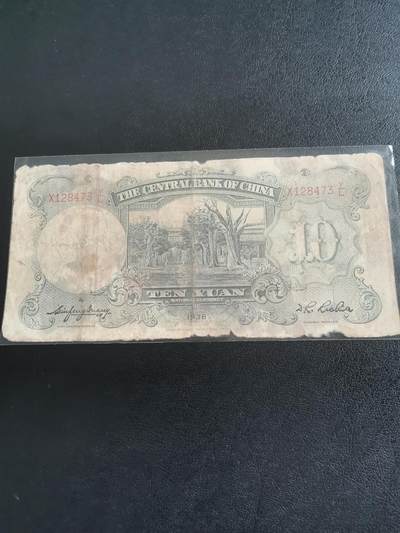 THE CENTRAL BANK OF CHINA
X128473 L
X128473 L
10
TEN YUAN
1936